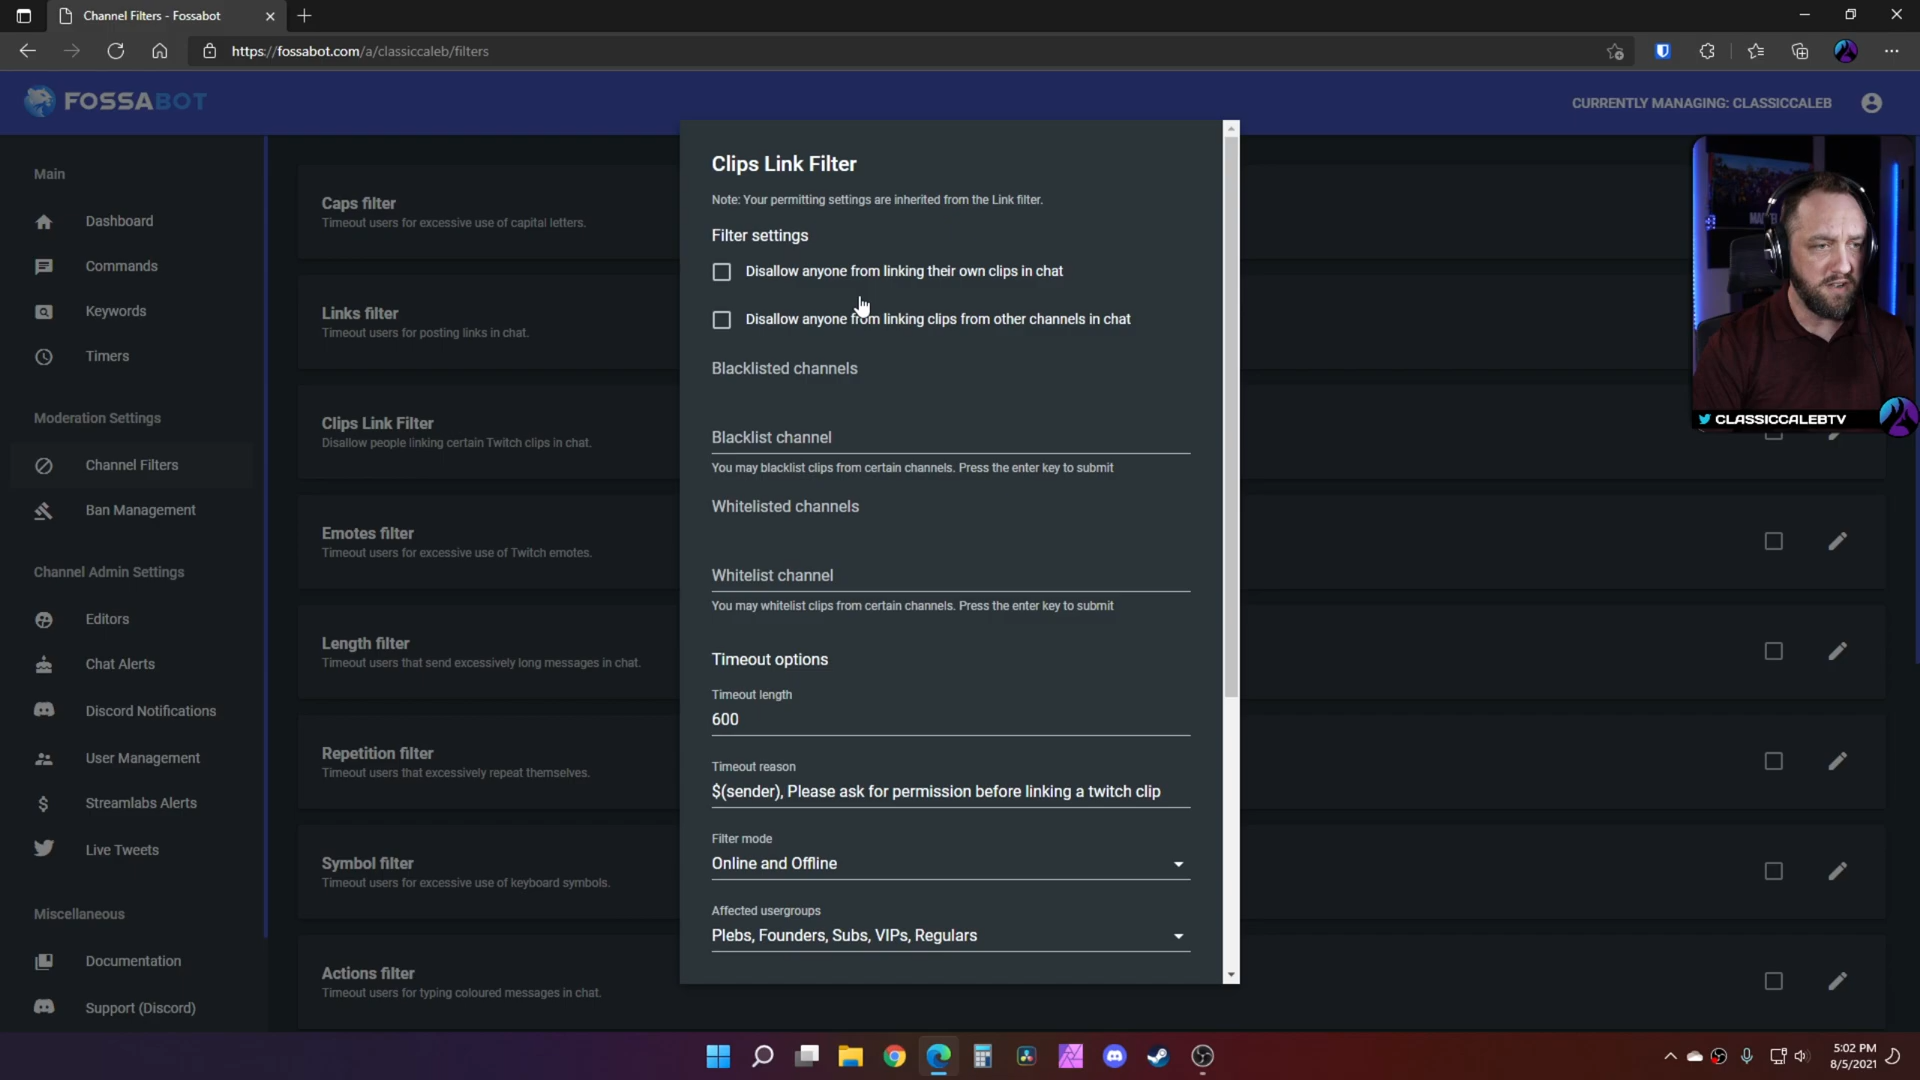 Channel Filters - Fossabot
https://fossabot.com/a/classiccaleb/filters
FOSSABOT
CURRENTLY MANAGING: CLASSICCALEB
Main
Dashboard
Commands
Keywords
Timers
Moderation Settings
Channel Filters
Ban Management
Channel Admin Settings
Editors
Chat Alerts
Discord Notifications
User Management
Streamlabs Alerts
Live Tweets
Miscellaneous
Documentation
Support (Discord)
Caps filter
Timeout users for excessive use of capital letters.
Links filter
Timeout users for posting links in chat.
Clips Link Filter
Disallow people linking certain Twitch clips in chat.
Emotes filter
Timeout users for excessive use of Twitch emotes.
Length filter
Timeout users that send excessively long messages in chat.
Repetition filter
Timeout users that excessively repeat themselves.
Symbol filter
Timeout users for excessive use of keyboard symbols.
Actions filter
Timeout users for typing coloured messages in chat.
Clips Link Filter
Note: Your permitting settings are inherited from the Link filter.
Filter settings
Disallow anyone from linking their own clips in chat
Disallow anyone from linking clips from other channels in chat
Blacklisted channels
Blacklist channel
You may blacklist clips from certain channels. Press the enter key to submit
Whitelisted channels
Whitelist channel
You may whitelist clips from certain channels. Press the enter key to submit
Timeout options
Timeout length
600
Timeout reason
$(sender), Please ask for permission before linking a twitch clip
Filter mode
Online and Offline
Affected usergroups
Plebs, Founders, Subs, VIPs, Regulars
CLASSICCALEBTV
5:02 PM
8/5/2021